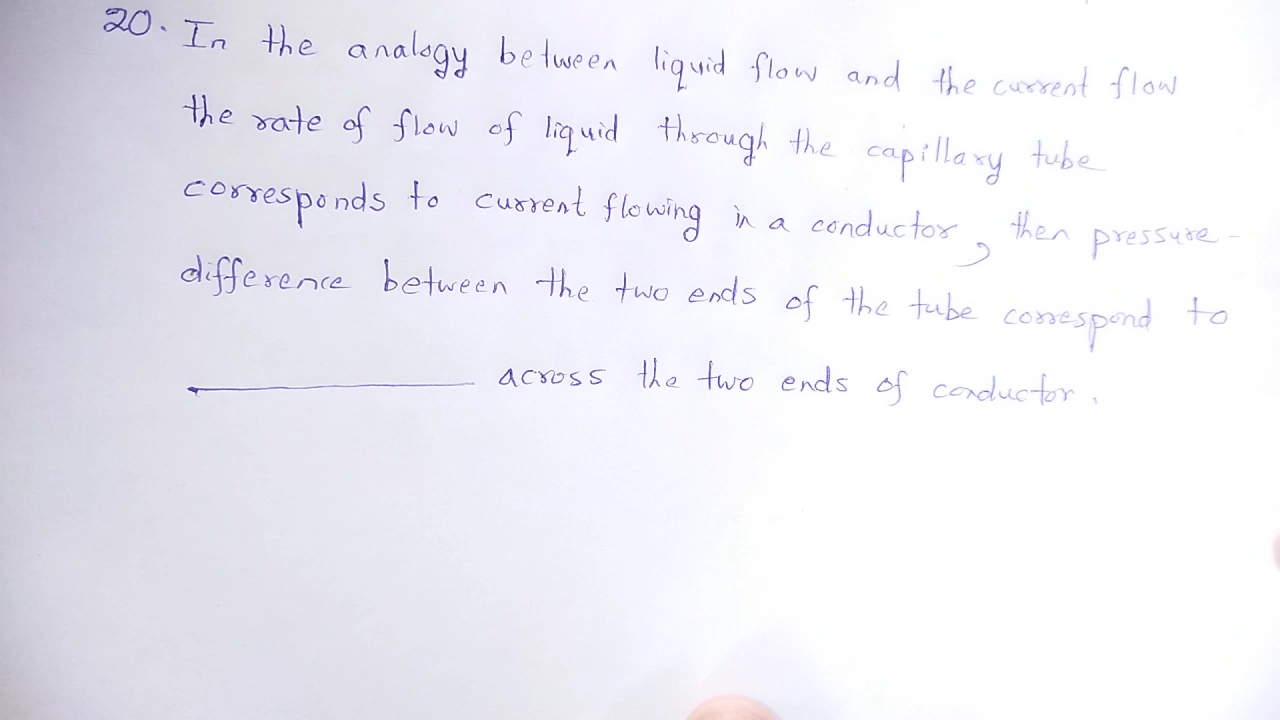 20. In the analogy between liquid flow and the current flow
the rate of flow of liquid through the capillary tube
corresponds to current flowing in a conductor, then pressure-
difference between the two ends of the tube correspond to
__________ across the two ends of conductor.